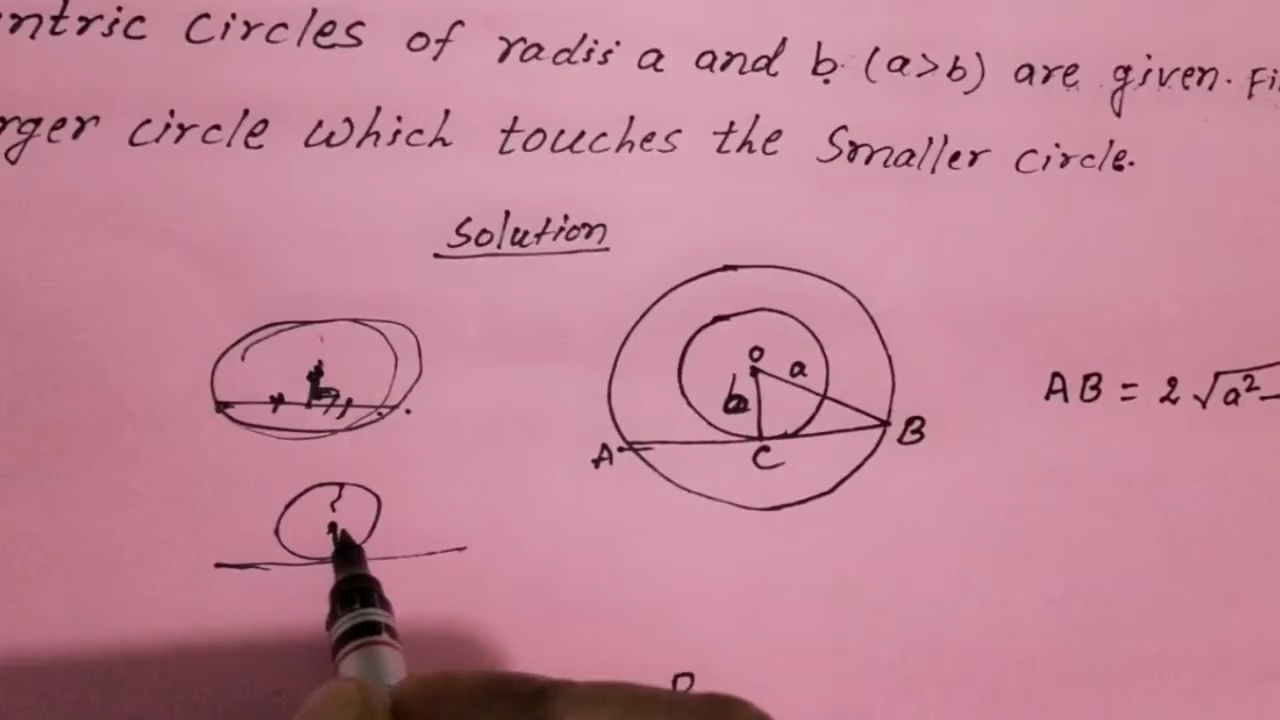 ntric circles of radii a and b (a>b) are given. Fi
rger circle which touches the smaller circle.
Solution
O
a
b
A
C
B
AB = 2√a²-